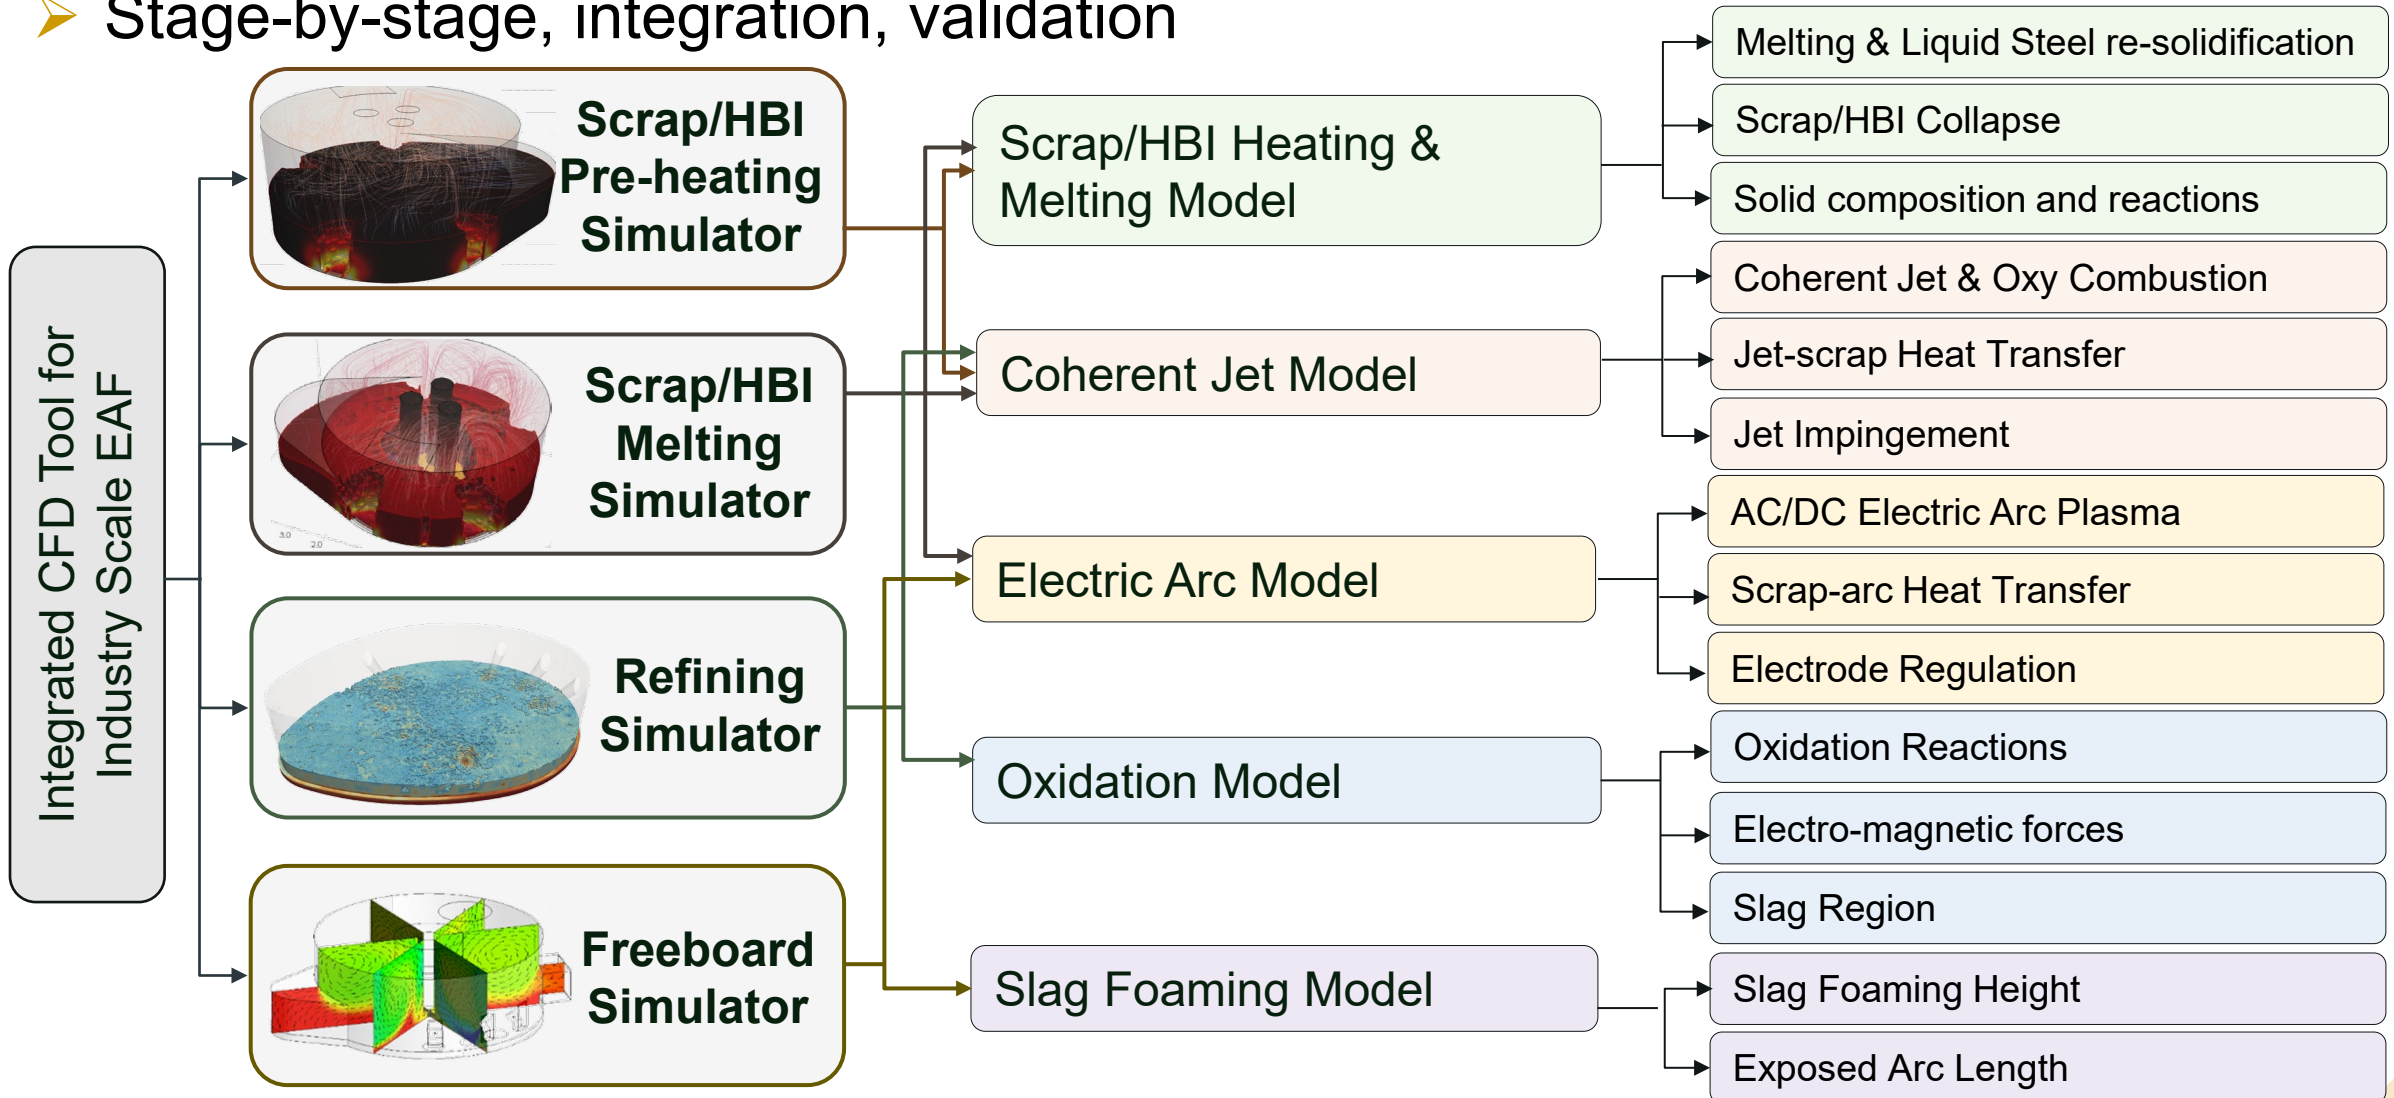 Stage-by-stage, integration, validation
Integrated CFD Tool for
Industry Scale EAF
Scrap/HBI
Pre-heating
Simulator
Scrap/HBI
Melting
Simulator
3.0
2.0
Refining
Simulator
Freeboard
Simulator
Scrap/HBI Heating &
Melting Model
Coherent Jet Model
Electric Arc Model
Oxidation Model
Slag Foaming Model
Melting & Liquid Steel re-solidification
Scrap/HBI Collapse
Solid composition and reactions
Coherent Jet & Oxy Combustion
Jet-scrap Heat Transfer
Jet Impingement
AC/DC Electric Arc Plasma
Scrap-arc Heat Transfer
Electrode Regulation
Oxidation Reactions
Electro-magnetic forces
Slag Region
Slag Foaming Height
Exposed Arc Length